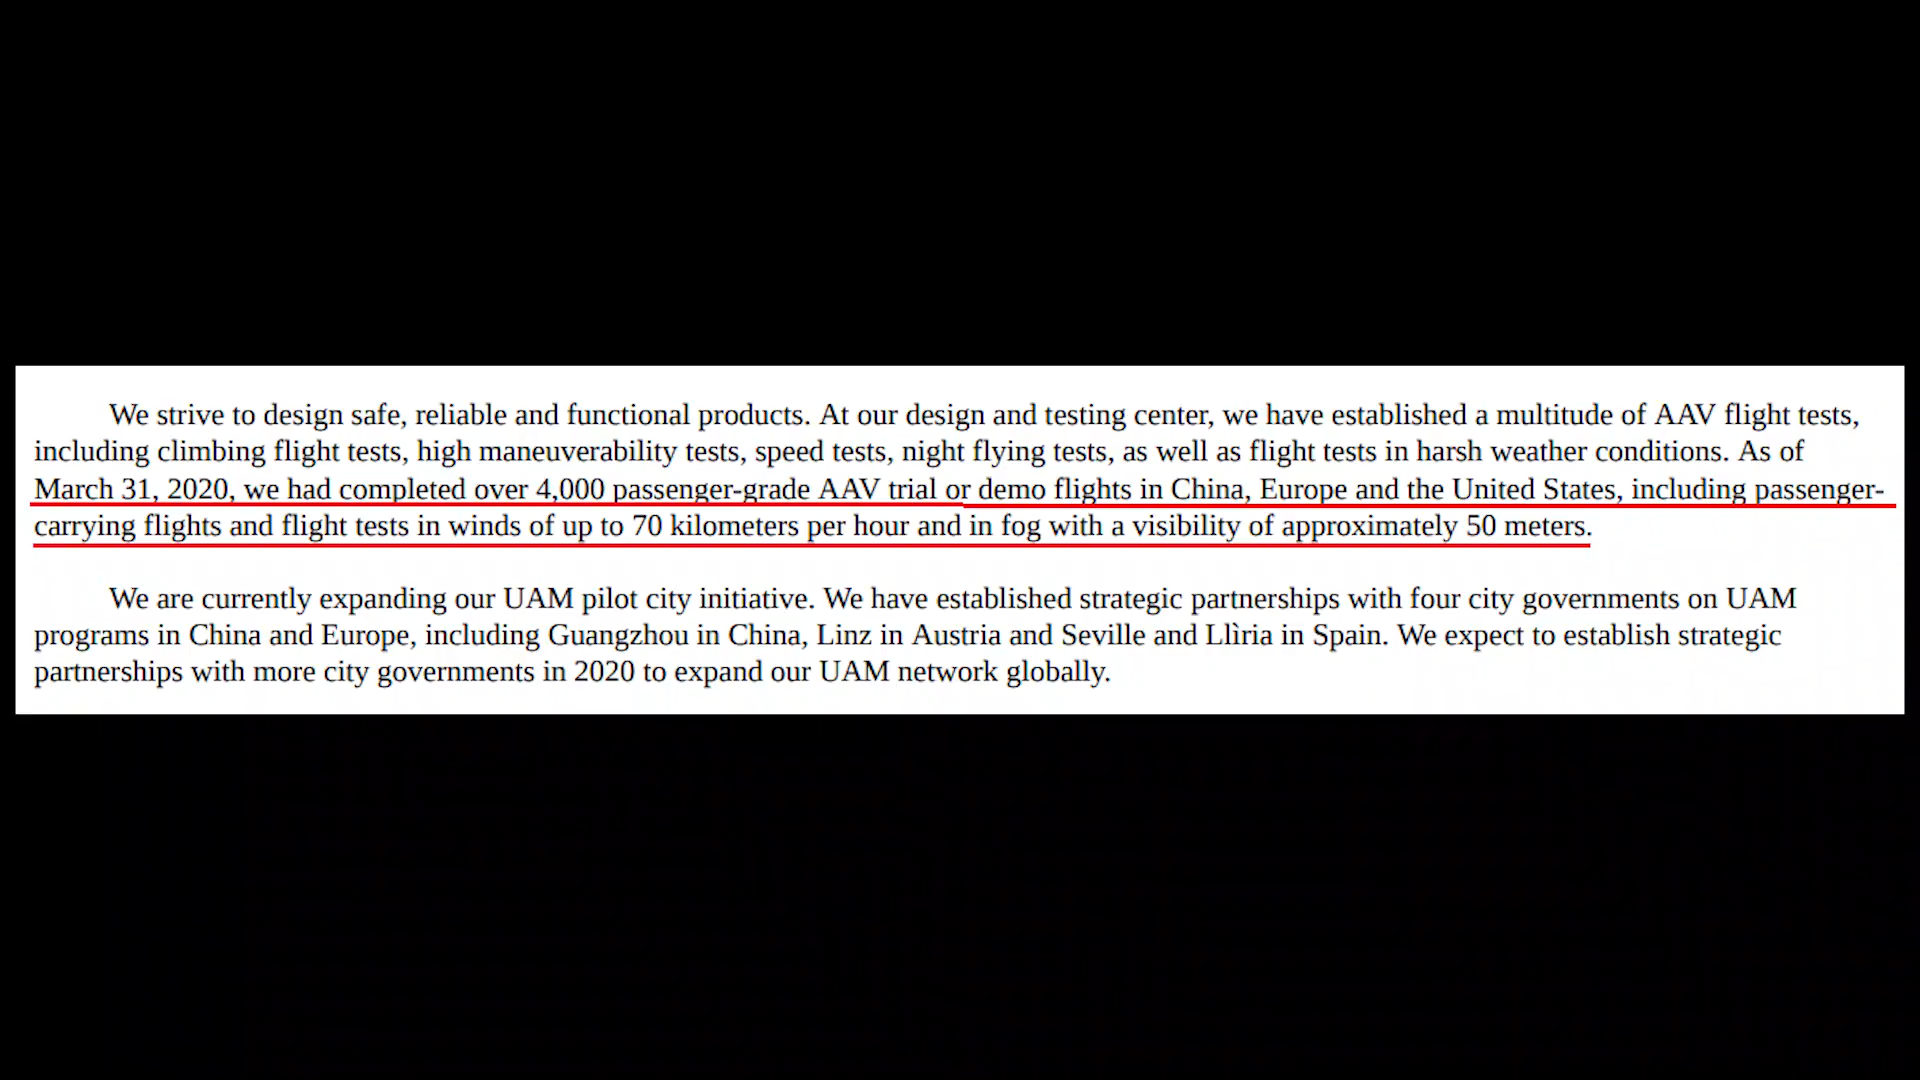 We strive to design safe, reliable and functional products. At our design and testing center, we have established a multitude of AAV flight tests,
including climbing flight tests, high maneuverability tests, speed tests, night flying tests, as well as flight tests in harsh weather conditions. As of
March 31, 2020, we had completed over 4,000 passenger-grade AAV trial or demo flights in China, Europe and the United States, including passenger-
carrying flights and flight tests in winds of up to 70 kilometers per hour and in fog with a visibility of approximately 50 meters.
We are currently expanding our UAM pilot city initiative. We have established strategic partnerships with four city governments on UAM
programs in China and Europe, including Guangzhou in China, Linz in Austria and Seville and Llìria in Spain. We expect to establish strategic
partnerships with more city governments in 2020 to expand our UAM network globally.